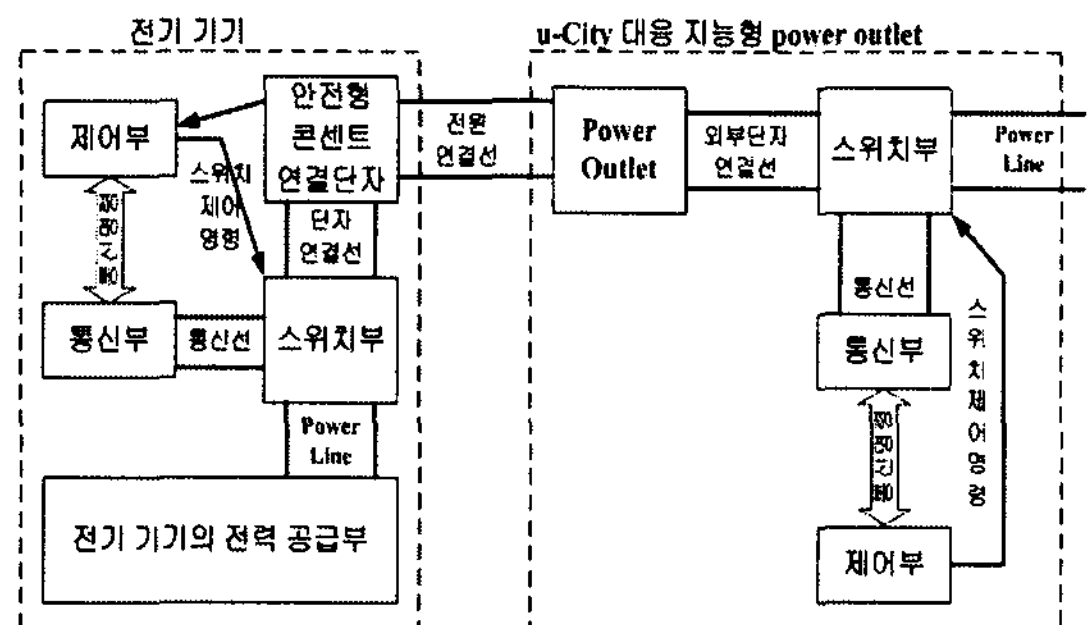 전기 기기
u-City 대응 지능형 power outlet
제어부
안전형
콘센트
연결단자
전원
연결선
Power
Outlet
외부단자
연결선
스위치부
Power
Line
스위치
제어
명령
단자
연결선
통신부
통신선
스위치부
Power
Line
전기 기기의 전력 공급부
통신선
통신부
스위치제어명령
제어부